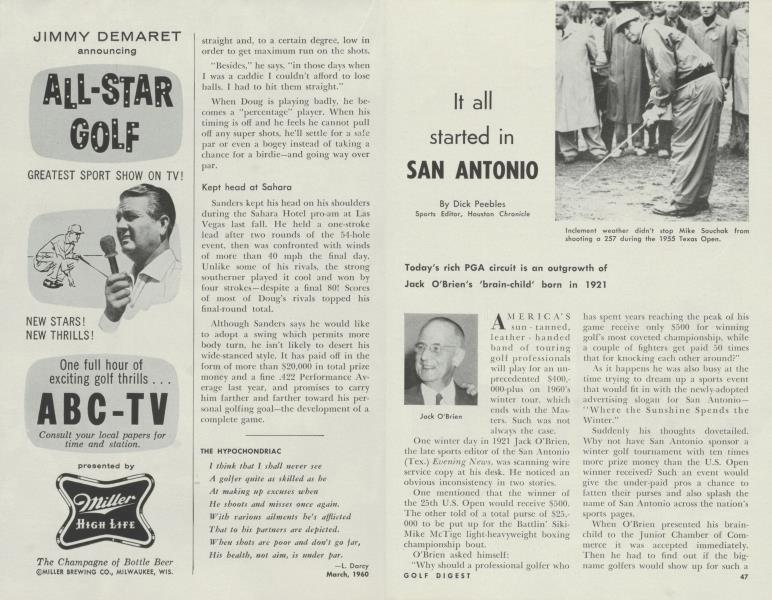 JIMMY DEMARET
announcing
ALL-STAR
GOLF
GREATEST SPORT SHOW ON TV!
NEW STARS!
NEW THRILLS!
One full hour of
exciting golf thrills . . .
ABC-TV
Consult your local papers for
time and station.
presented by
Miller
HIGH LIFE
The Champagne of Bottle Beer
©MILLER BREWING CO., MILWAUKEE, WIS.
straight and, to a certain degree, low in
order to get maximum run on the shots.
"Besides," he says, "in those days when
I was a caddie I couldn't afford to lose
balls. I had to hit them straight."
When Doug is playing badly, he be-
comes a "percentage" player. When his
timing is off and he feels he cannot pull
off any super shots, he'll settle for a safe
par or even a bogey instead of taking a
chance for a birdie—and going way over
par.
Kept head at Sahara
Sanders kept his head on his shoulders
during the Sahara Hotel pro-am at Las
Vegas last fall. He held a one-stroke
lead after two rounds of the 54-hole
event, then was confronted with winds
of more than 40 mph the final day.
Unlike some of his rivals, the strong
southerner played it cool and won by
four strokes—despite a final 80! Scores
of most of Doug's rivals topped his
final-round total.
Although Sanders says he would like
to adopt a swing which permits more
body turn, he isn't likely to desert his
wide-stanced style. It has paid off in the
form of more than $20,000 in total prize
money and a fine .422 Performance Av-
erage last year, and promises to carry
him farther and farther toward his per-
sonal golfing goal—the development of a
complete game.
THE HYPOCHONDRIAC
I think that I shall never see
A golfer quite as skilled as he
At making up excuses when
He shoots and misses once again.
With various ailments he's afflicted
That to his partners are depicted.
When shots are poor and don't go far,
His health, not aim, is under par.
—L. Darcy
March, 1960
It all
started in
SAN ANTONIO
By Dick Peebles
Sports Editor, Houston Chronicle
Inclement weather didn't stop Mike Souchak from
shooting a 257 during the 1955 Texas Open.
Today's rich PGA circuit is an outgrowth of
Jack O'Brien's 'brain-child' born in 1921
Jack O'Brien
AMERICA'S
sun-tanned,
leather-handed
band of touring
golf professionals
will play for an un-
precedented $400,-
000-plus on 1960's
winter tour, which
ends with the Mas-
ters. Such was not
always the case.
One winter day in 1921 Jack O'Brien,
the late sports editor of the San Antonio
(Tex.) Evening News, was scanning wire
service copy at his desk. He noticed an
obvious inconsistency in two stories.
One mentioned that the winner of
the 25th U.S. Open would receive $500.
The other told of a total purse of $25,-
000 to be put up for the Battlin' Siki-
Mike McTige light-heavyweight boxing
championship bout.
O'Brien asked himself:
"Why should a professional golfer who
has spent years reaching the peak of his
game receive only $500 for winning
golf's most coveted championship, while
a couple of fighters get paid 50 times
that for knocking each other around?"
As it happens he was also busy at the
time trying to dream up a sports event
that would fit in with the newly-adopted
advertising slogan for San Antonio—
"Where the Sunshine Spends the
Winter."
Suddenly his thoughts dovetailed.
Why not have San Antonio sponsor a
winter golf tournament with ten times
more prize money than the U.S. Open
winner received? Such an event would
give the under-paid pros a chance to
fatten their purses and also splash the
name of San Antonio across the nation's
sports pages.
When O'Brien presented his brain-
child to the Junior Chamber of Com-
merce it was accepted immediately.
Then he had to find out if the big-
name golfers would show up for such a
GOLF DIGEST
47